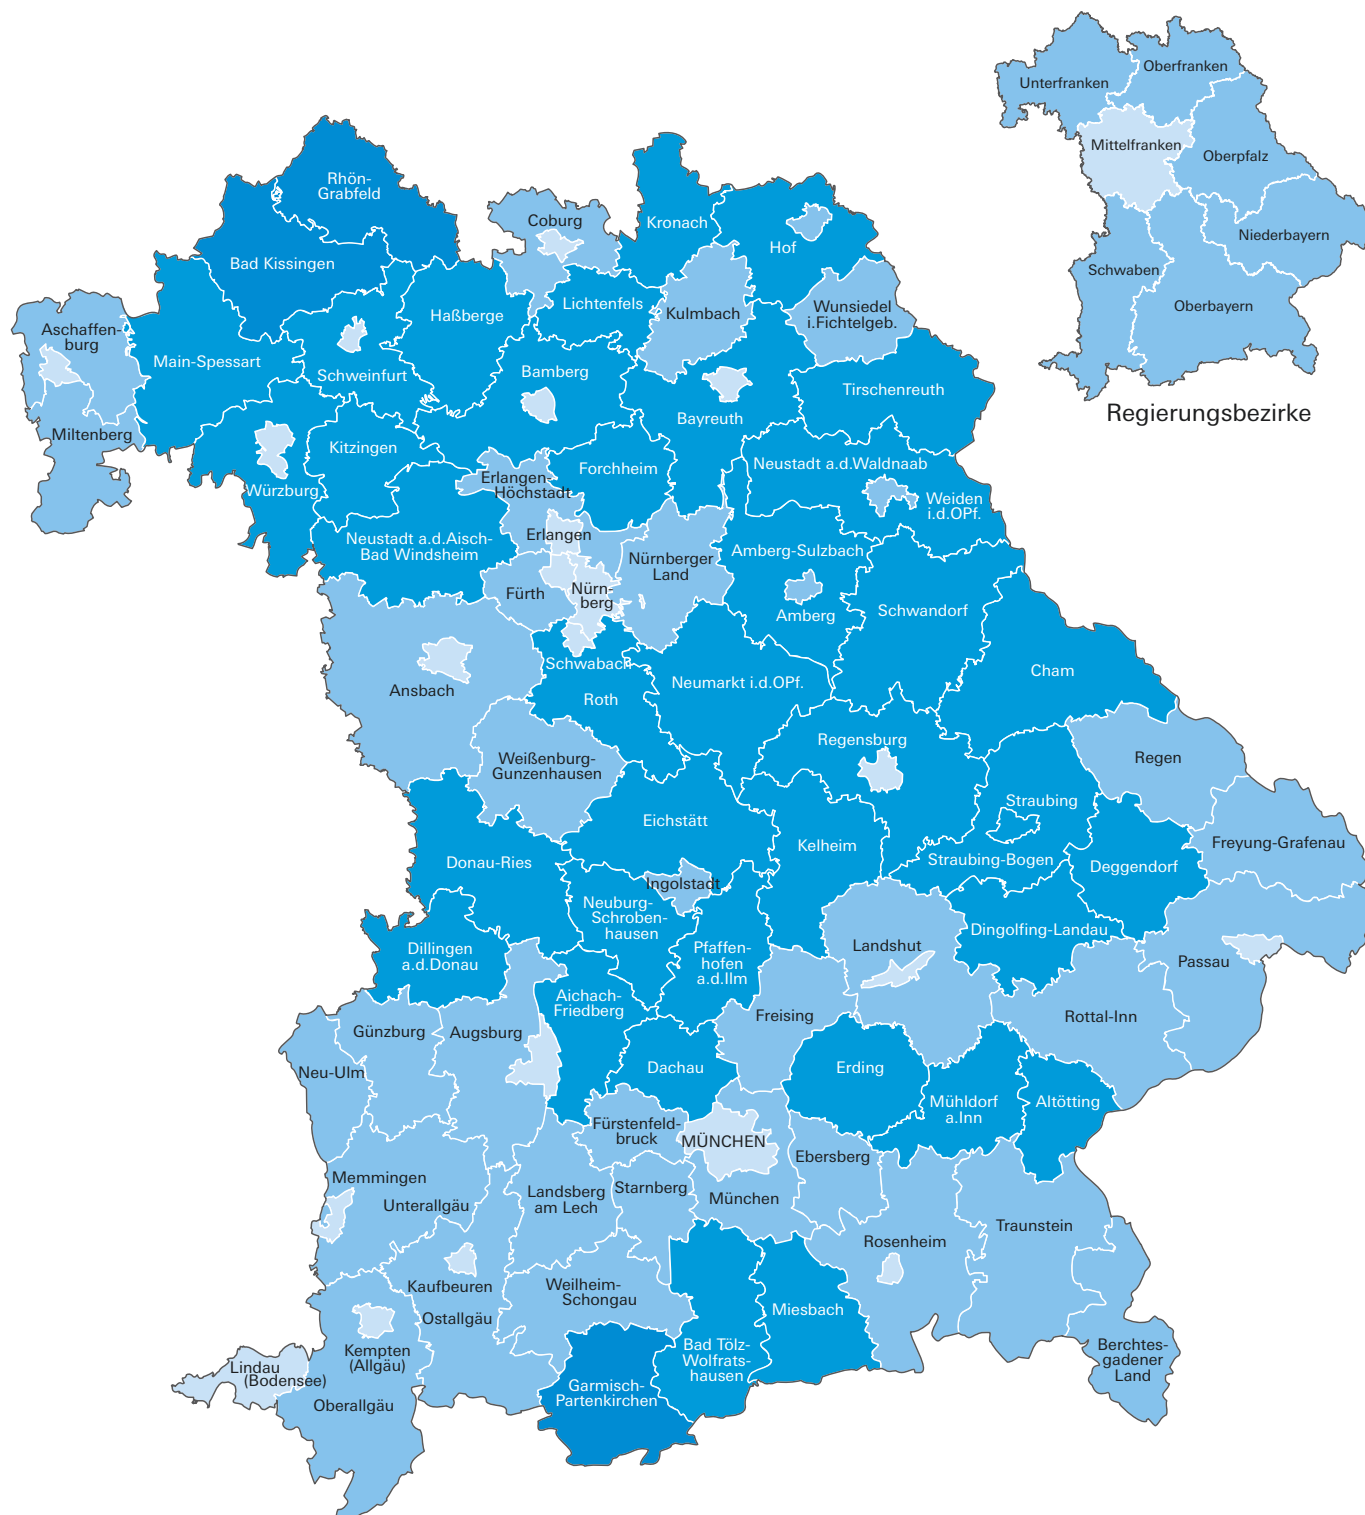 Oberfranken
Unterfranken
Mittelfranken
Oberpfalz
Niederbayern
Schwaben
Oberbayern
Regierungsbezirke
Rhön-
Grabfeld
Bad Kissingen
Coburg
Kronach
Hof
Lichtenfels
Haßberge
Kulmbach
Wunsiedel
i.Fichtelgeb.
Aschaffen-
burg
Main-Spessart
Schweinfurt
Bamberg
Bayreuth
Tirschenreuth
Miltenberg
Kitzingen
Würzburg
Erlangen-
Höchstadt
Forchheim
Neustadt a.d.Waldnaab
Weiden
i.d.OPf.
Neustadt a.d.Aisch-
Bad Windsheim
Erlangen
Nürnberger
Land
Amberg-Sulzbach
Fürth
Nürn-
berg
Amberg
Schwandorf
Ansbach
Schwabach
Roth
Neumarkt i.d.OPf.
Cham
Weißenburg-
Gunzenhausen
Regensburg
Regen
Eichstätt
Straubing
Kelheim
Donau-Ries
Straubing-Bogen
Deggendorf
Freyung-Grafenau
Ingolstadt
Neuburg-
Schroben-
hausen
Dillingen
a.d.Donau
Pfaffen-
hofen
a.d.Ilm
Landshut
Dingolfing-Landau
Passau
Aichach-
Friedberg
Freising
Rottal-Inn
Günzburg
Augsburg
Neu-Ulm
Dachau
Erding
Mühldorf
a.Inn
Altötting
Fürstenfeld-
bruck
MÜNCHEN
Ebersberg
Memmingen
Unterallgäu
Landsberg
am Lech
Starnberg
München
Traunstein
Rosenheim
Kaufbeuren
Weilheim-
Schongau
Ostallgäu
Miesbach
Kempten
(Allgäu)
Bad Tölz-
Wolfrats-
hausen
Berchtes-
gadener
Land
Lindau
(Bodensee)
Oberallgäu
Garmisch-
Partenkirchen